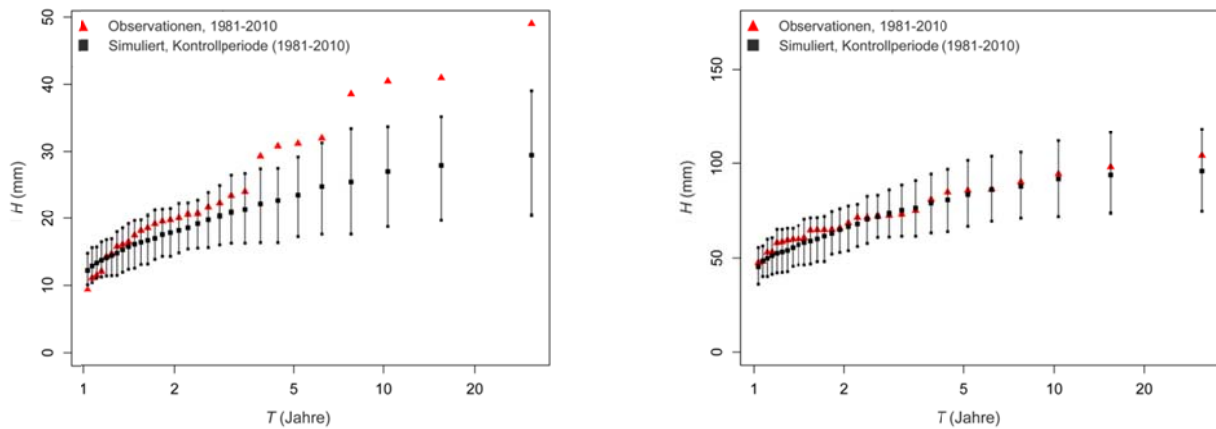 Observationen, 1981-2010
Simuliert, Kontrollperiode (1981-2010)
H (mm)
50
40
30
20
10
0
1 2 5 10 20
T (Jahre)
Observationen, 1981-2010
Simuliert, Kontrollperiode (1981-2010)
H (mm)
150
100
50
0
1 2 5 10 20
T (Jahre)